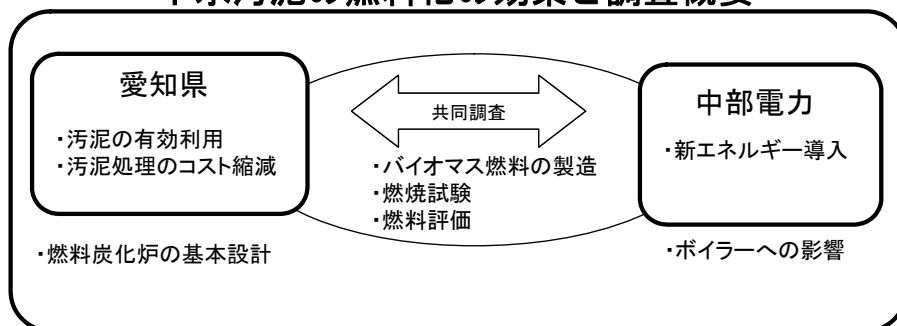 愛知県
・汚泥の有効利用
・汚泥処理のコスト縮減
・燃料炭化炉の基本設計
共同調査
・バイオマス燃料の製造
・燃焼試験
・燃料評価
中部電力
・新エネルギー導入
・ボイラーへの影響